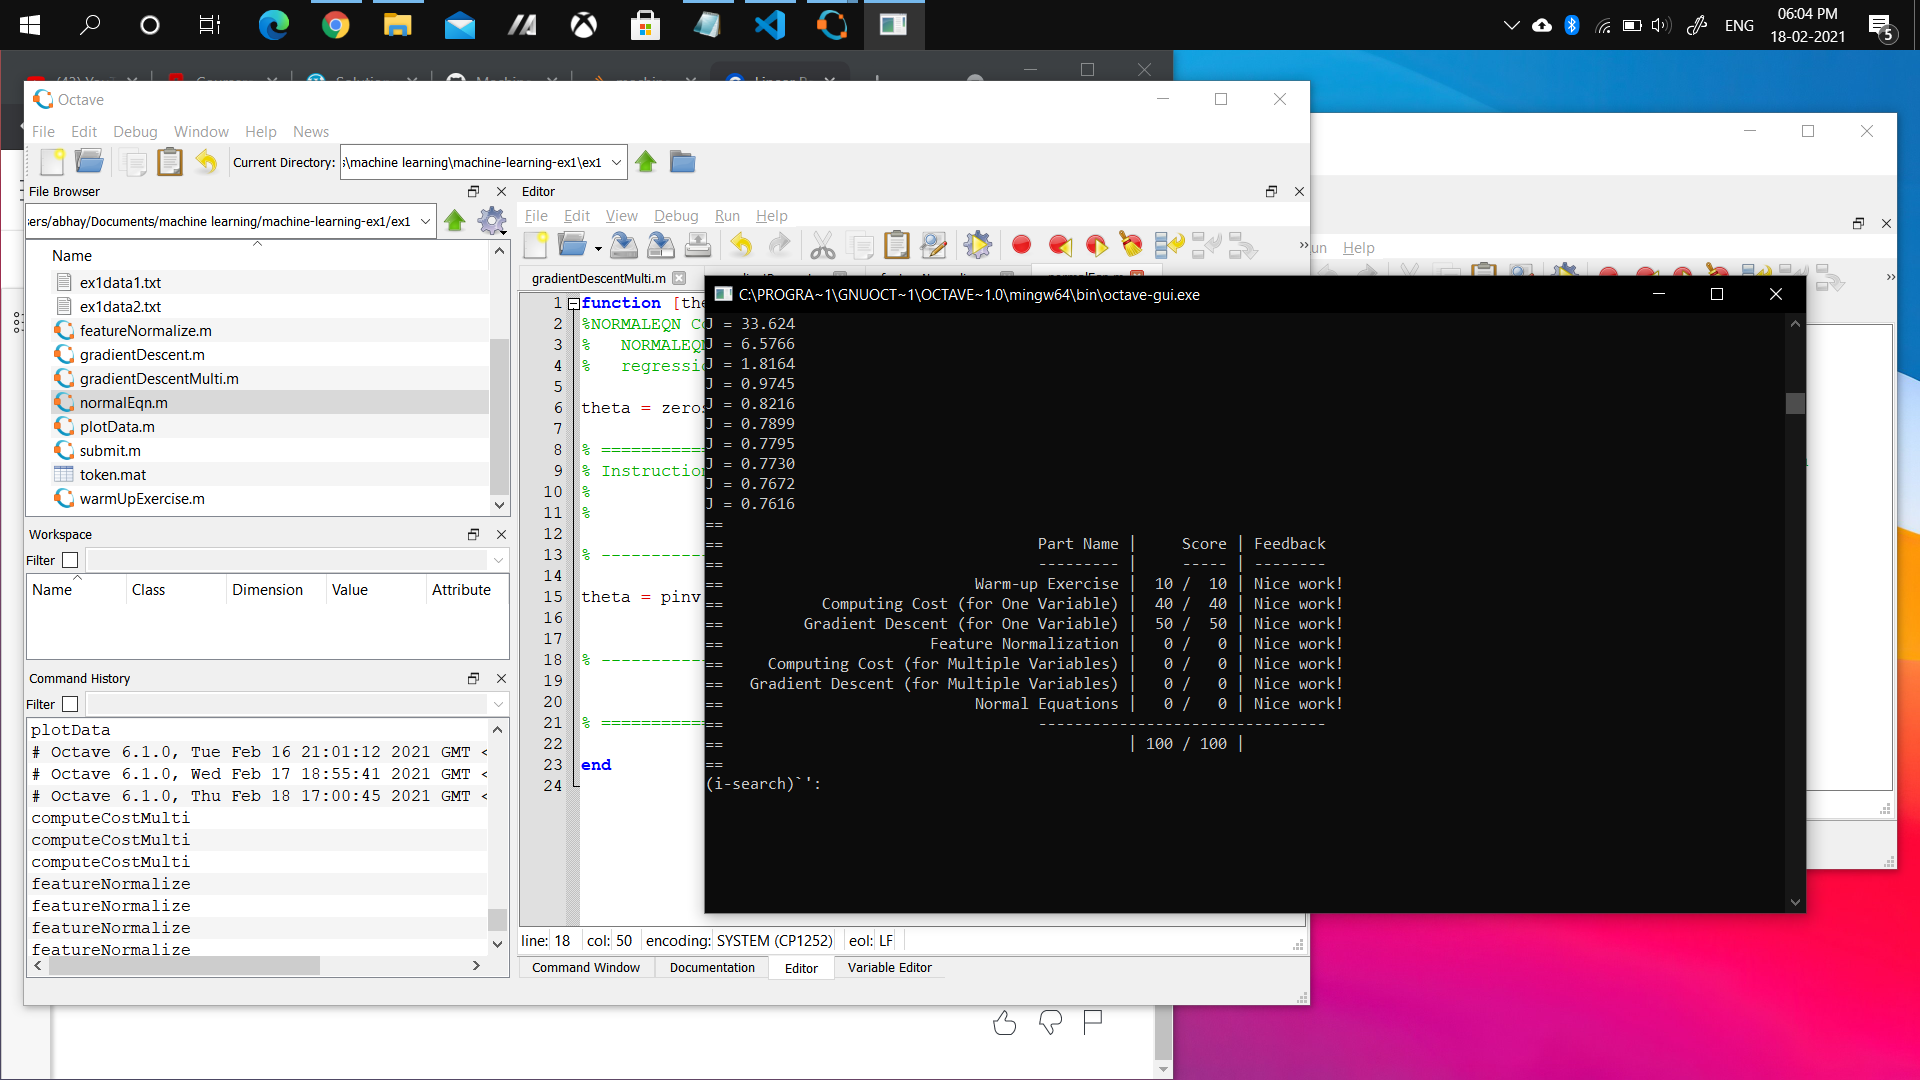 ENG
06:04 PM
18-02-2021
5
Octave
File Edit Debug Window Help News
Current Directory: :\machine learning\machine-learning-ex1\ex1
File Browser
Editor
ers/abhay/Documents/machine learning/machine-learning-ex1/ex1
File Edit View Debug Run Help
Help
Name
ex1data1.txt
ex1data2.txt
featureNormalize.m
gradientDescent.m
gradientDescentMulti.m
normalEqn.m
plotData.m
submit.m
token.mat
warmUpExercise.m
gradientDescentMulti.m
1 function [the
2 %NORMALEQN Co
3 % NORMALEQN
4 % regressio
5
6 theta = zeros
7
8 % ============
9 % Instruction
10 %
11 %
12
13 % -----------
14
15 theta = pinv
16
17
18 % -----------
19
20
21 % ============
22
23 end
24
C:\PROGRA~1\GNUOCT~1\OCTAVE~1.0\mingw64\bin\octave-gui.exe
J = 33.624
J = 6.5766
J = 1.8164
J = 0.9745
J = 0.8216
J = 0.7899
J = 0.7795
J = 0.7730
J = 0.7672
J = 0.7616
==
== Part Name | Score | Feedback
== --------- | ----- | --------
== Warm-up Exercise | 10 / 10 | Nice work!
== Computing Cost (for One Variable) | 40 / 40 | Nice work!
== Gradient Descent (for One Variable) | 50 / 50 | Nice work!
== Feature Normalization | 0 / 0 | Nice work!
== Computing Cost (for Multiple Variables) | 0 / 0 | Nice work!
== Gradient Descent (for Multiple Variables) | 0 / 0 | Nice work!
== Normal Equations | 0 / 0 | Nice work!
== --------------------------------
== | 100 / 100 |
==
(i-search)`':
Workspace
Filter
Name Class Dimension Value Attribute
Command History
Filter
plotData
# Octave 6.1.0, Tue Feb 16 21:01:12 2021 GMT <
# Octave 6.1.0, Wed Feb 17 18:55:41 2021 GMT <
# Octave 6.1.0, Thu Feb 18 17:00:45 2021 GMT <
computeCostMulti
computeCostMulti
computeCostMulti
featureNormalize
featureNormalize
featureNormalize
featureNormalize
line: 18 col: 50 encoding: SYSTEM (CP1252) eol: LF
Command Window Documentation Editor Variable Editor